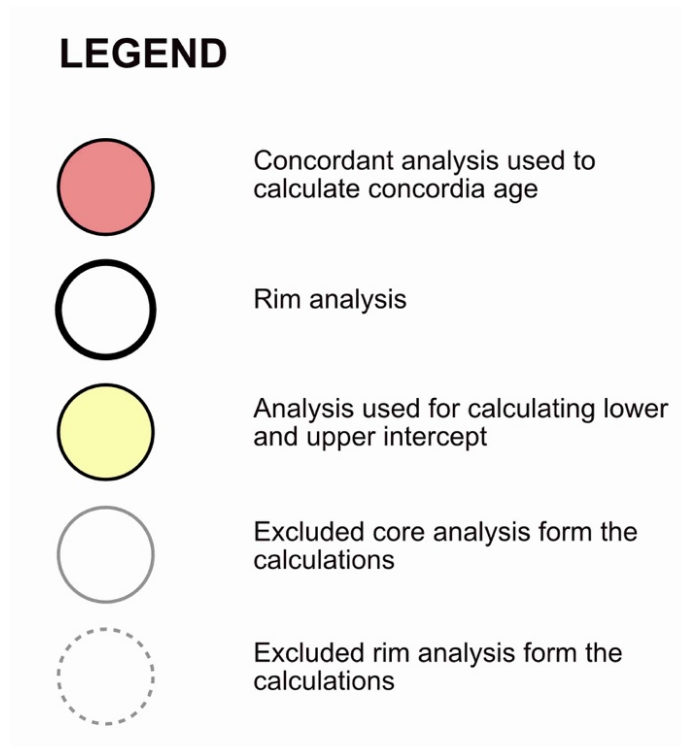 LEGEND
Concordant analysis used to
calculate concordia age
Rim analysis
Analysis used for calculating lower
and upper intercept
Excluded core analysis form the
calculations
Excluded rim analysis form the
calculations